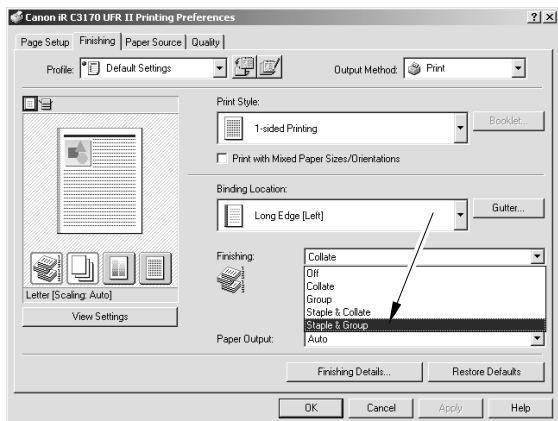 Canon iR C3170 UFR II Printing Preferences
Page Setup Finishing Paper Source Quality
Profile: Default Settings Output Method: Print
Print Style:
1-sided Printing Booklet...
Print with Mixed Paper Sizes/Orientations
Binding Location:
Long Edge [Left] Gutter...
Finishing: Collate
Off
Collate
Group
Staple & Collate
Staple & Group
Letter [Scaling: Auto]
View Settings
Paper Output: Auto
Finishing Details... Restore Defaults
OK Cancel Apply Help